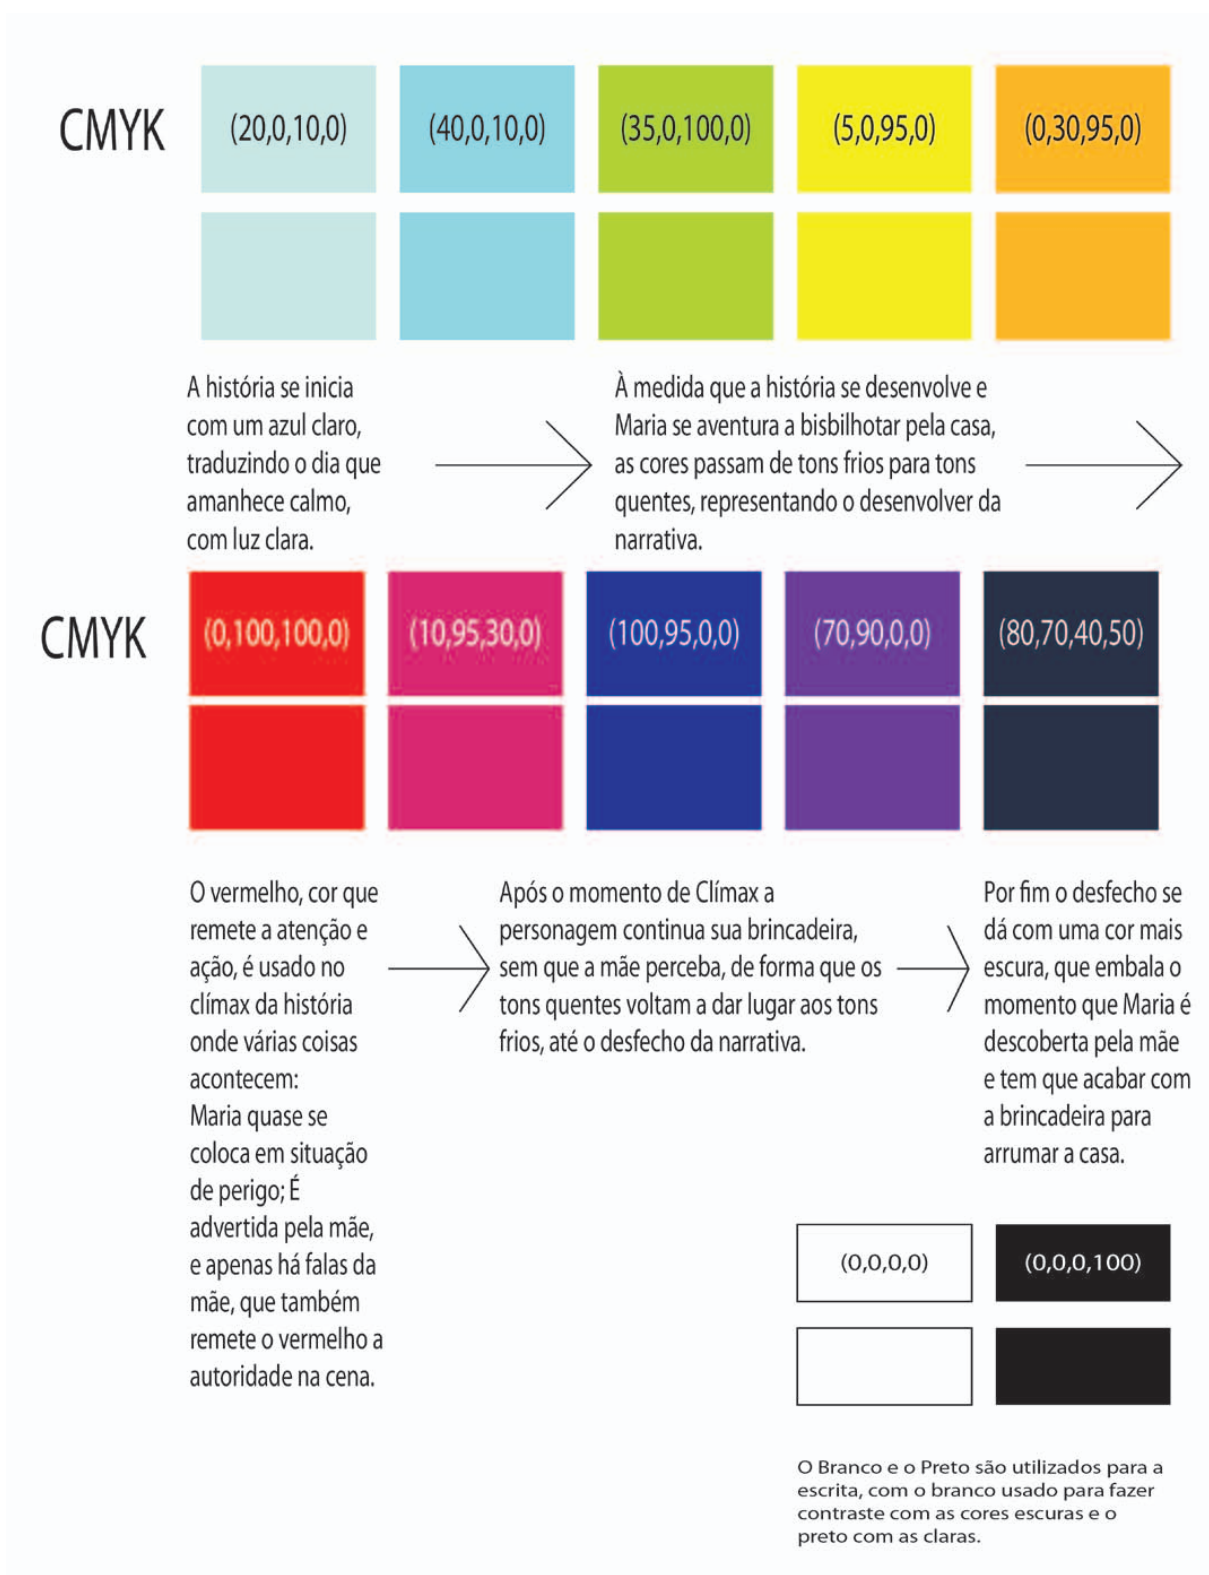 CMYK
(20,0,10,0)
(40,0,10,0)
(35,0,100,0)
(5,0,95,0)
(0,30,95,0)
A história se inicia
com um azul claro,
traduzindo o dia que
amanhece calmo,
com luz clara.
À medida que a história se desenvolve e
Maria se aventura a bisbilhotar pela casa,
as cores passam de tons frios para tons
quentes, representando o desenvolver da
narrativa.
CMYK
(0,100,100,0)
(10,95,30,0)
(100,95,0,0)
(70,90,0,0)
(80,70,40,50)
O vermelho, cor que
remete a atenção e
ação, é usado no
clímax da história
onde várias coisas
acontecem:
Maria quase se
coloca em situação
de perigo; É
advertida pela mãe,
e apenas há falas da
mãe, que também
remete o vermelho a
autoridade na cena.
Após o momento de Clímax a
personagem continua sua brincadeira,
sem que a mãe perceba, de forma que os
tons quentes voltam a dar lugar aos tons
frios, até o desfecho da narrativa.
Por fim o desfecho se
dá com uma cor mais
escura, que embala o
momento que Maria é
descoberta pela mãe
e tem que acabar com
a brincadeira para
arrumar a casa.
(0,0,0,0)
(0,0,0,100)
O Branco e o Preto são utilizados para a
escrita, com o branco usado para fazer
contraste com as cores escuras e o
preto com as claras.